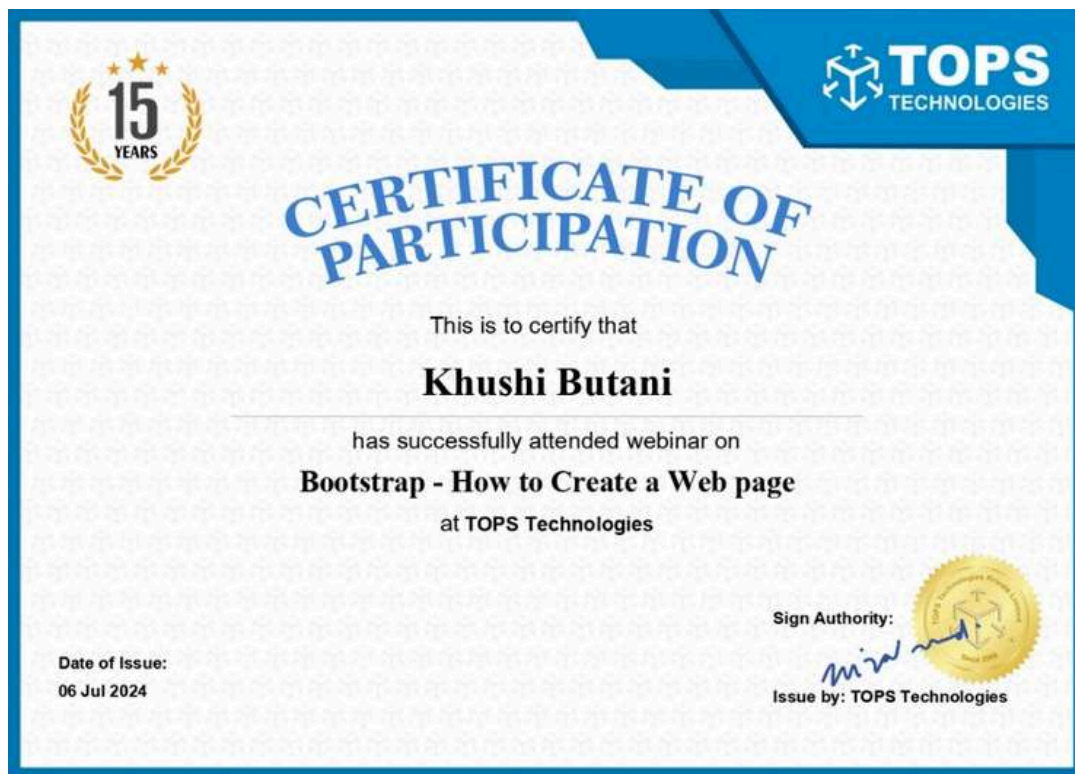 15
YEARS
TOPS
TECHNOLOGIES
CERTIFICATE OF
PARTICIPATION
This is to certify that
Khushi Butani
has successfully attended webinar on
Bootstrap - How to Create a Web page
at TOPS Technologies
Sign Authority:
TOPS Technologies
Date of Issue:
06 Jul 2024
Issue by: TOPS Technologies